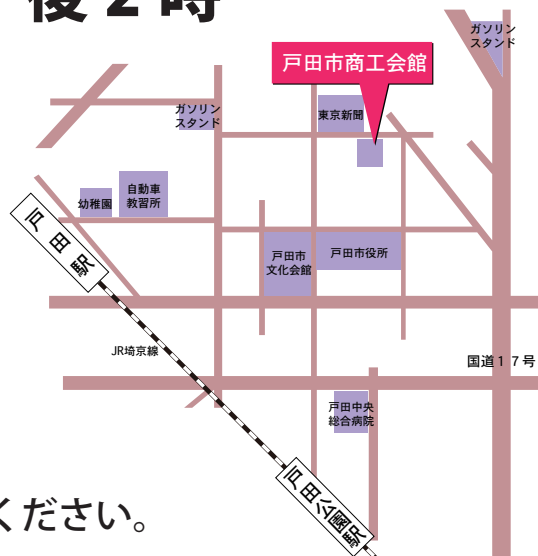 後2時
ガソリン
スタンド
戸田市商工会館
ガソリン
スタンド
東京新聞
自動車
教習所
幼稚園
戸田駅
戸田市
文化会館
戸田市役所
JR埼京線
国道17号
戸田中央
総合病院
戸田公園駅
ください。